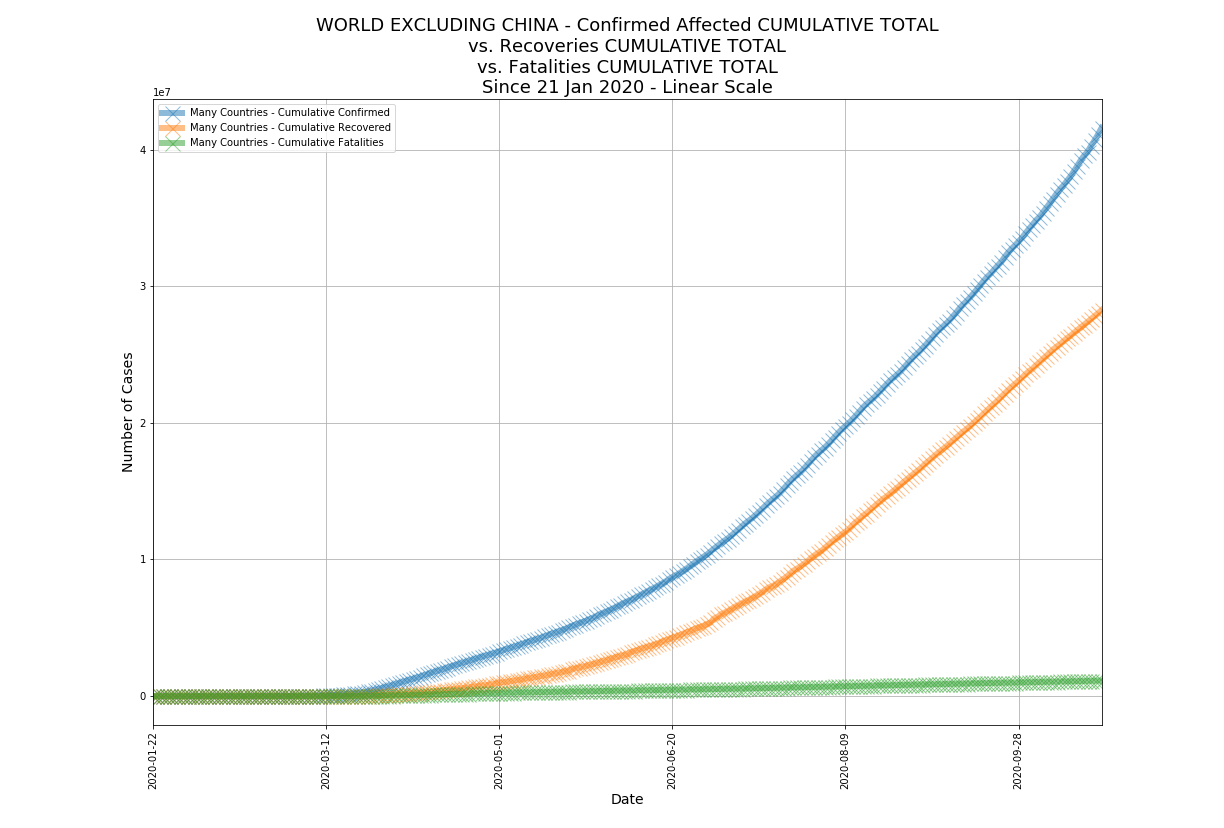 WORLD EXCLUDING CHINA - Confirmed Affected CUMULATIVE TOTAL
vs. Recoveries CUMULATIVE TOTAL
vs. Fatalities CUMULATIVE TOTAL
Since 21 Jan 2020 - Linear Scale
1e7
Many Countries - Cumulative Confirmed
Many Countries - Cumulative Recovered
Many Countries - Cumulative Fatalities
4
3
2
1
0
Number of Cases
2020-01-22
2020-03-12
2020-05-01
2020-06-20
2020-08-09
2020-09-28
Date